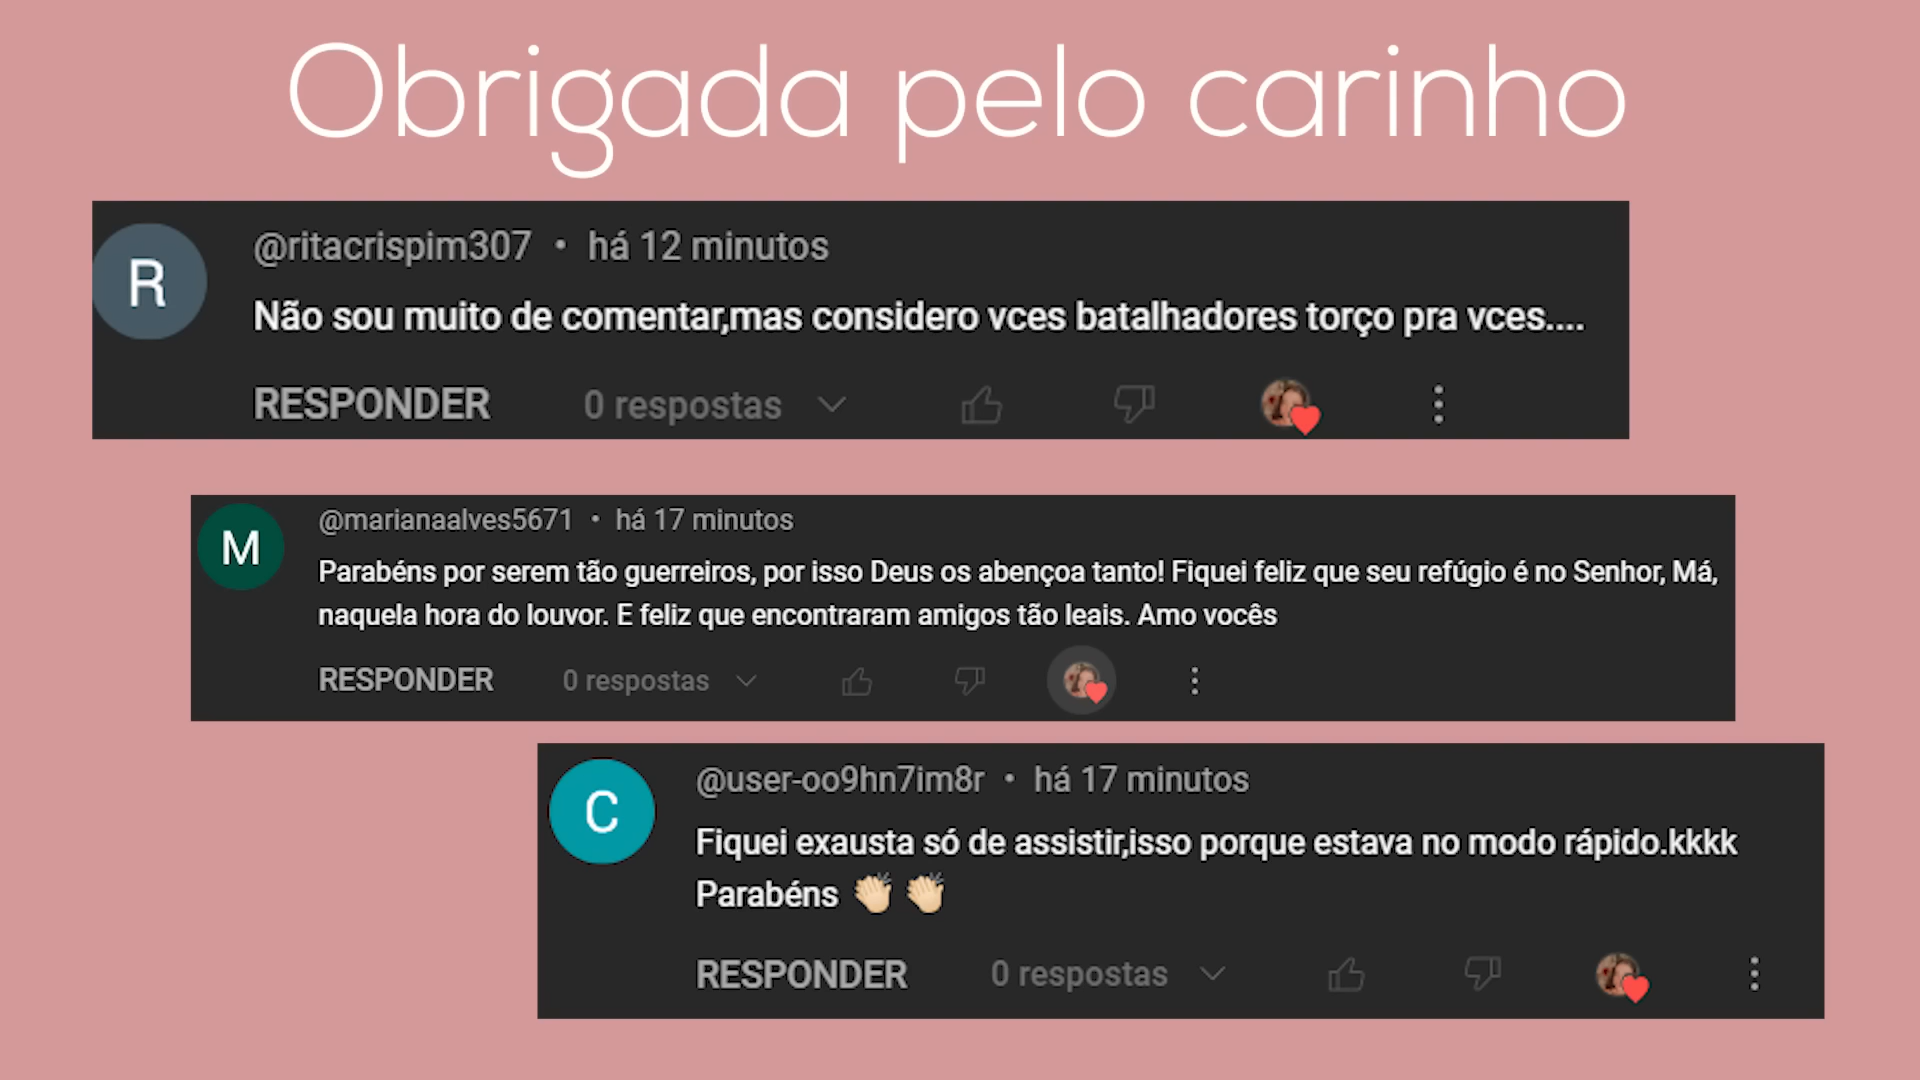 Obrigada pelo carinho
R
@ritacrispim307 • há 12 minutos
Não sou muito de comentar,mas considero vces batalhadores torço pra vces....
RESPONDER 0 respostas
M
@marianaalves5671 • há 17 minutos
Parabéns por serem tão guerreiros, por isso Deus os abençoa tanto! Fiquei feliz que seu refúgio é no Senhor, Má,
naquela hora do louvor. E feliz que encontraram amigos tão leais. Amo vocês
RESPONDER 0 respostas
C
@user-oo9hn7im8r • há 17 minutos
Fiquei exausta só de assistir,isso porque estava no modo rápido.kkkk
Parabéns 👏🏻 👏🏻
RESPONDER 0 respostas